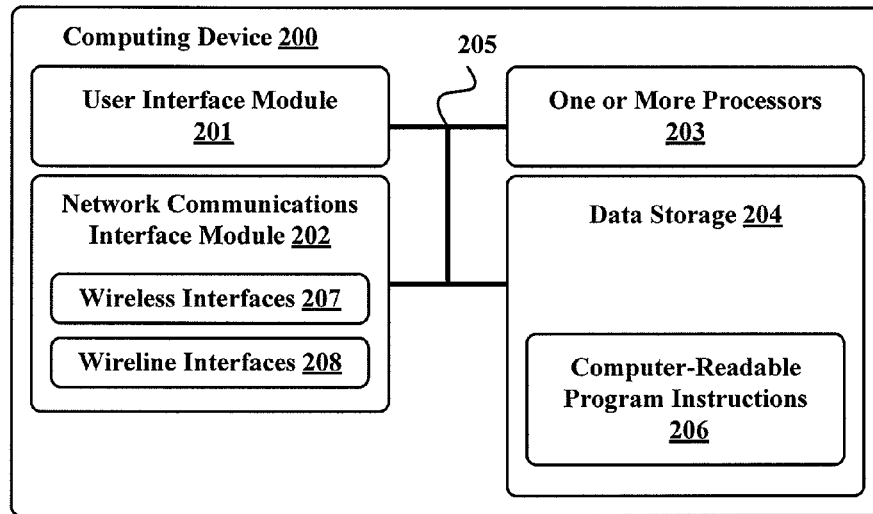 Computing Device 200
205
User Interface Module
201
One or More Processors
203
Network Communications
Interface Module 202
Wireless Interfaces 207
Wireline Interfaces 208
Data Storage 204
Computer-Readable
Program Instructions
206